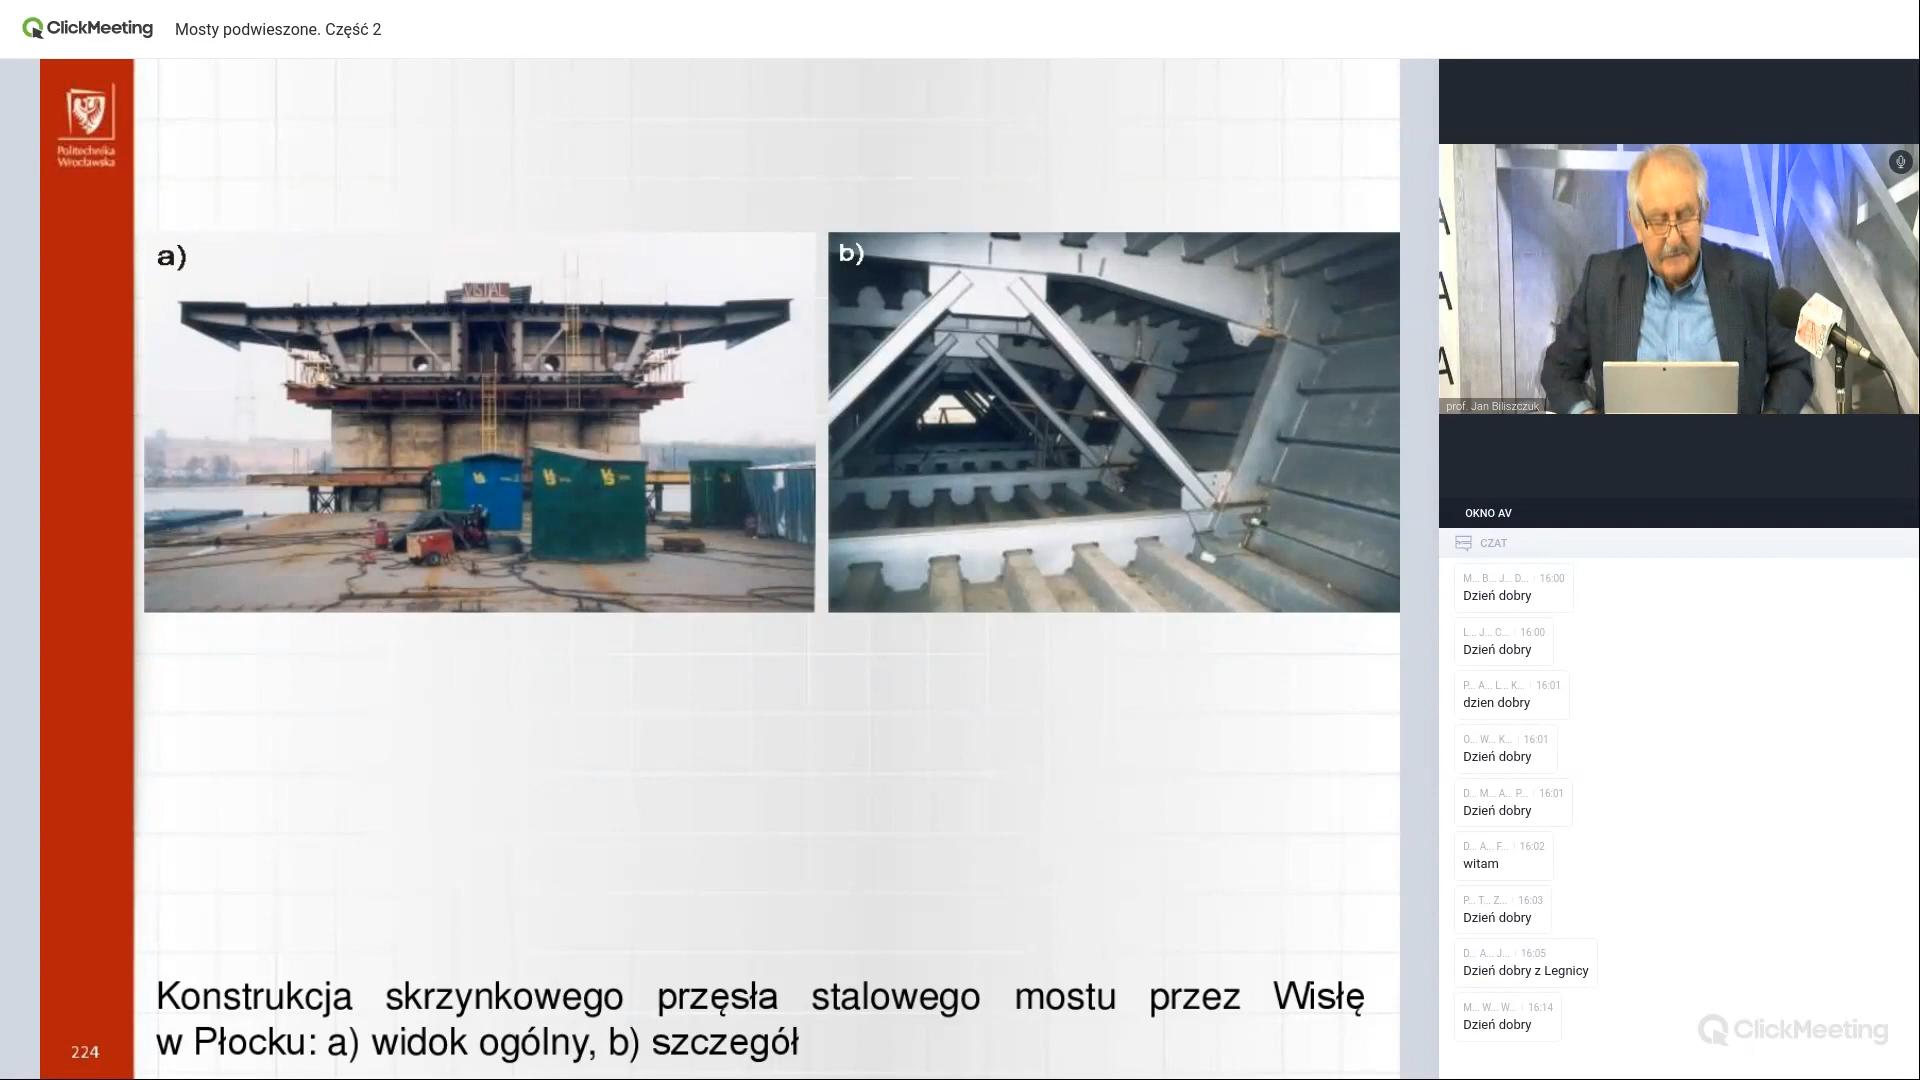 ClickMeeting
Mosty podwieszone. Część 2
Politechnika
Wrocławska
a)
VISTAL
b)
Konstrukcja skrzynkowego przęsła stalowego mostu przez Wisłę
w Płocku: a) widok ogólny, b) szczegół
224
prof. Jan Biliszczuk
OKNO AV
CZAT
M... B... J... D... 16:00
Dzień dobry
L... J... C... 16:00
Dzień dobry
P... A... L... K... 16:01
dzien dobry
O... W... K... 16:01
Dzień dobry
D... M... A... P... 16:01
Dzień dobry
D... A... F... 16:02
witam
P... T... Z... 16:03
Dzień dobry
D... A... J... 16:05
Dzień dobry z Legnicy
M... W... W... 16:14
Dzień dobry
ClickMeeting